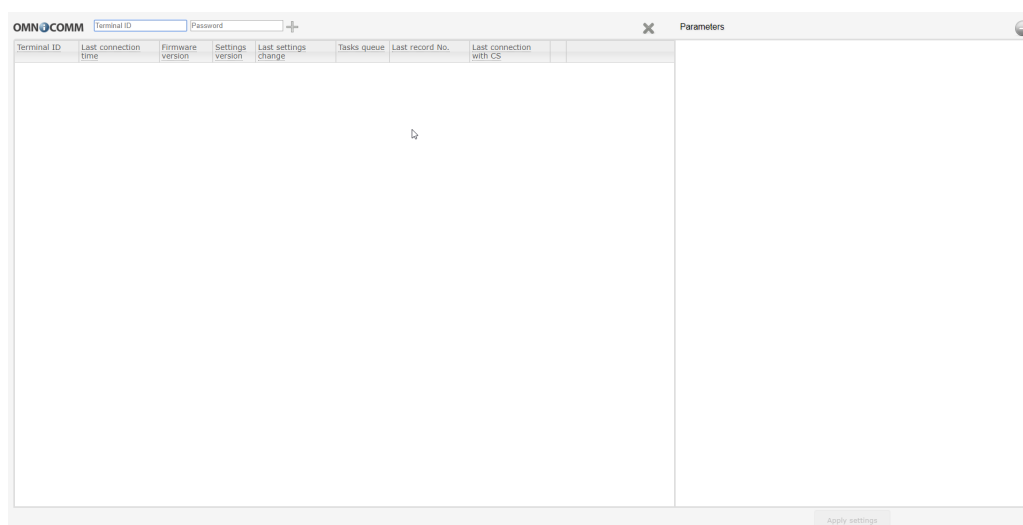 OMNICOMM Terminal ID Password Parameters
Terminal ID Last connection time Firmware version Settings version Last settings change Tasks queue Last record No. Last connection with CS
Apply settings